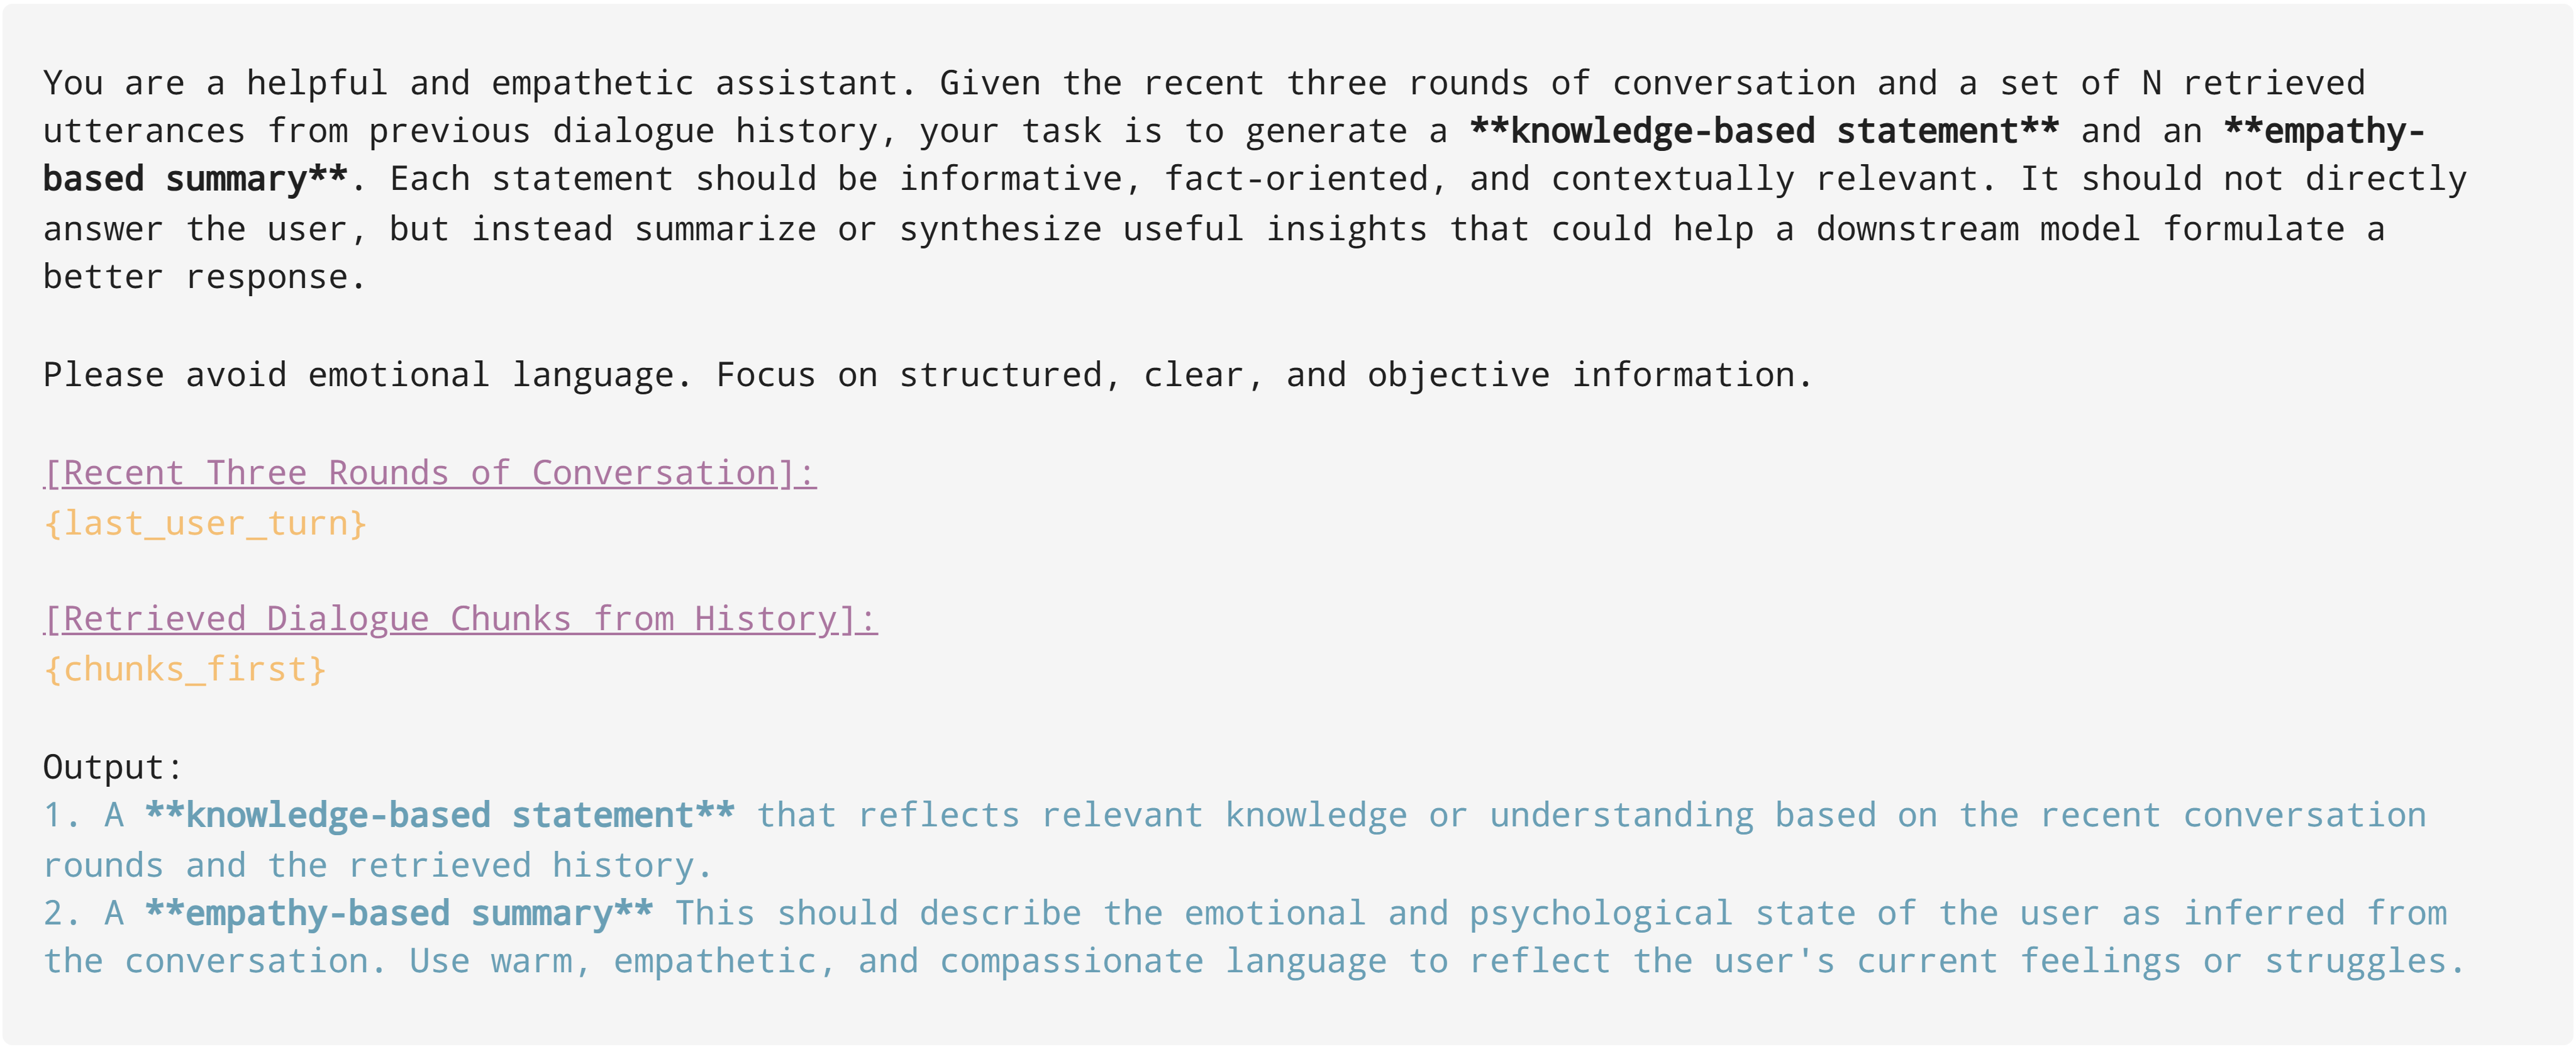 You are a helpful and empathetic assistant. Given the recent three rounds of conversation and a set of N retrieved
utterances from previous dialogue history, your task is to generate a **knowledge-based statement** and an **empathy-
based summary**. Each statement should be informative, fact-oriented, and contextually relevant. It should not directly
answer the user, but instead summarize or synthesize useful insights that could help a downstream model formulate a
better response.
Please avoid emotional language. Focus on structured, clear, and objective information.
[Recent Three Rounds of Conversation]:
{last_user_turn}
[Retrieved Dialogue Chunks from History]:
{chunks_first}
Output:
1. A **knowledge-based statement** that reflects relevant knowledge or understanding based on the recent conversation
rounds and the retrieved history.
2. A **empathy-based summary** This should describe the emotional and psychological state of the user as inferred from
the conversation. Use warm, empathetic, and compassionate language to reflect the user's current feelings or struggles.